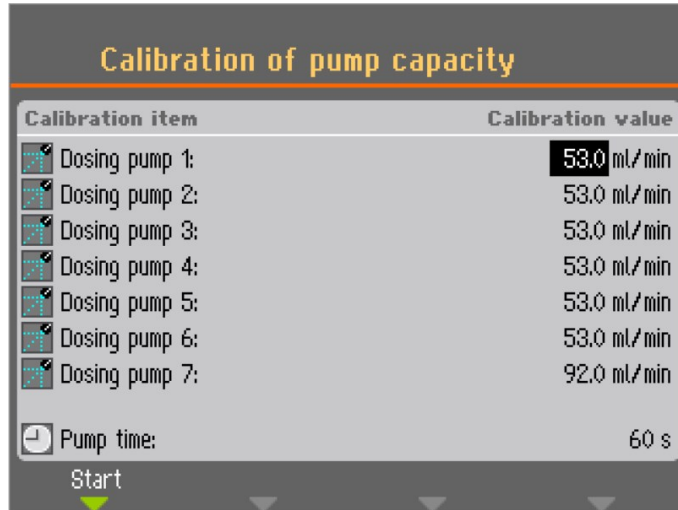 Calibration of pump capacity
Calibration item Calibration value
Dosing pump 1: 53.0 ml/min
Dosing pump 2: 53.0 ml/min
Dosing pump 3: 53.0 ml/min
Dosing pump 4: 53.0 ml/min
Dosing pump 5: 53.0 ml/min
Dosing pump 6: 53.0 ml/min
Dosing pump 7: 92.0 ml/min
Pump time: 60 s
Start